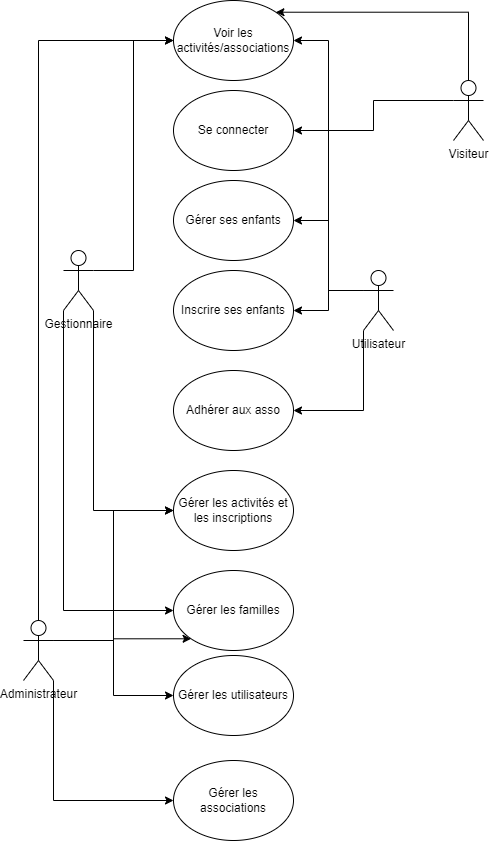 Voir les
activités/associations
Se connecter
Visiteur
Gérer ses enfants
Gestionnaire
Inscrire ses enfants
Utilisateur
Adhérer aux asso
Gérer les activités et
les inscriptions
Gérer les familles
Administrateur
Gérer les utilisateurs
Gérer les
associations